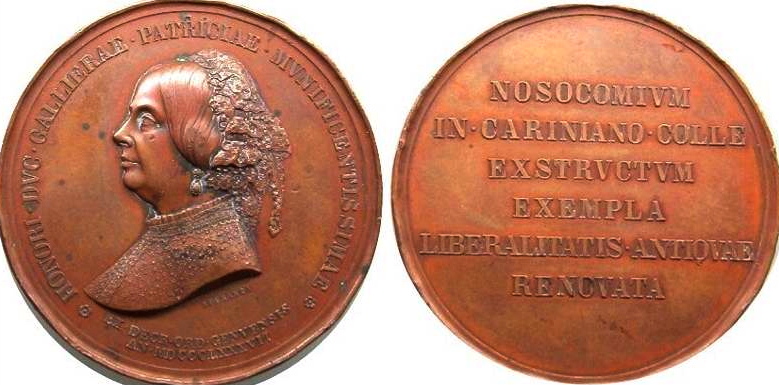 HONORI · DVC · GALLIERAE · PATRICIAE · MVNIFICENTISSIMAE
DECR · ORD · GENVENSIS
AN · MDCCCLXXXVI
NOSOCOMIVM
IN · CARINIANO · COLLE
EXSTRVCTVM
EXEMPLA
LIBERALITATIS · ANTIQVAE
RENOVATA